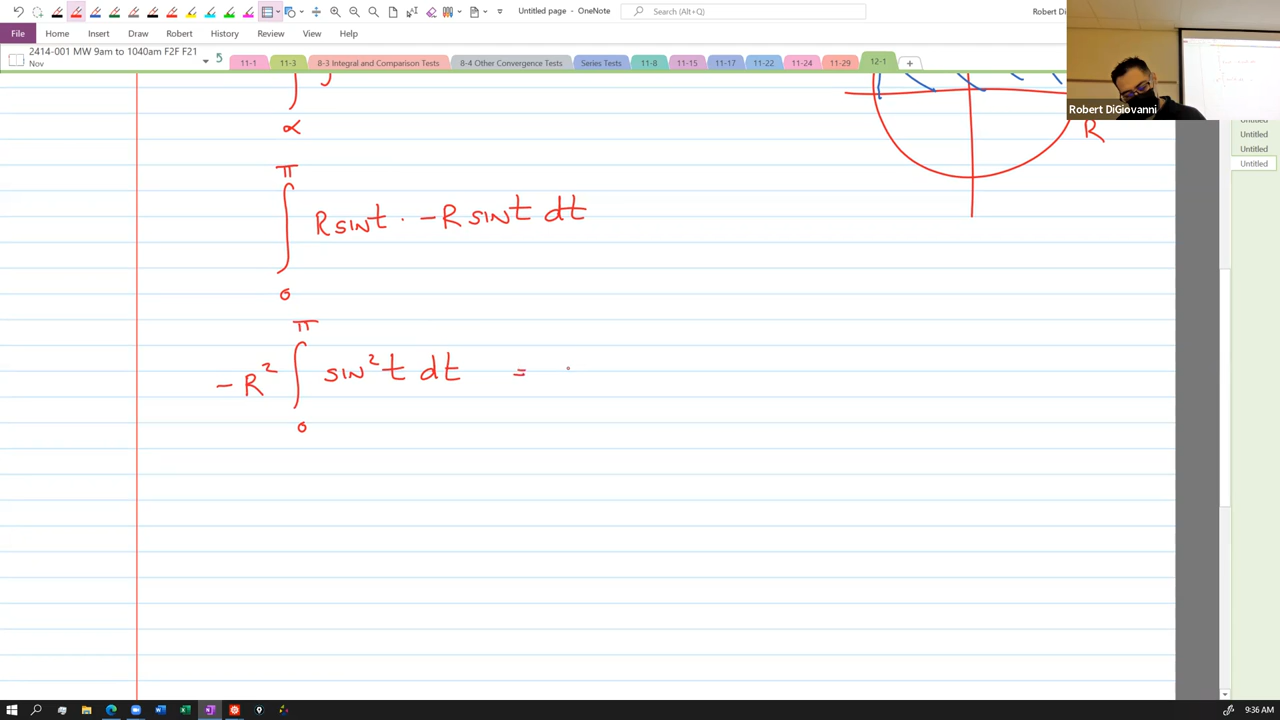 Untitled page - OneNote
Search (Alt+Q)
Robert Di
File Home Insert Draw Robert History Review View Help
Robert DiGiovanni
2414-001 MW 9am to 1040am F2F F21
Nov
5
11-1 11-3 8-3 Integral and Comparison Tests 8-4 Other Convergence Tests Series Tests 11-8 11-15 11-17 11-22 11-24 11-29 12-1
Untitled
Untitled
Untitled
Untitled
α
R
π
∫ R sin t · -R sin t dt
0
π
-R² ∫ sin² t dt =
0
9:36 AM